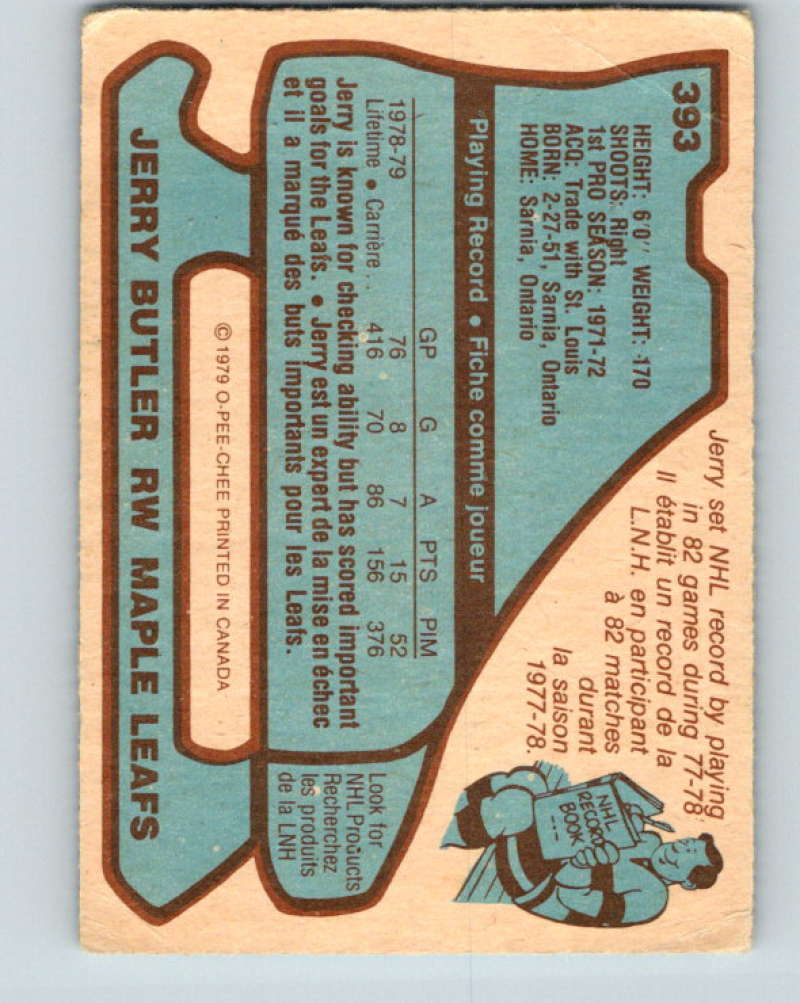 393
HEIGHT: 6'0" WEIGHT: 170
SHOOTS: Right
1st PRO SEASON: 1971-72
ACQ: Trade with St. Louis
BORN: 2-27-51, Sarnia, Ontario
HOME: Sarnia, Ontario
Jerry set NHL record by playing
in 82 games during 77-78
Il établit un record de la
L.N.H. en participant
à 82 matches
durant
la saison
1977-78.
NHL
RECORD
BOOK
Playing Record • Fiche comme joueur
GP G A PTS PIM
1978-79 76 8 7 15 52
Lifetime • Carrière . . 416 70 86 156 376
Jerry is known for checking ability but has scored important
goals for the Leafs. • Jerry est un expert de la mise en échec
et il a marqué des buts importants pour les Leafs.
Look for
NHL Products
Recherchez
les produits
de la LNH
© 1979 O-PEE-CHEE PRINTED IN CANADA
JERRY BUTLER RW MAPLE LEAFS